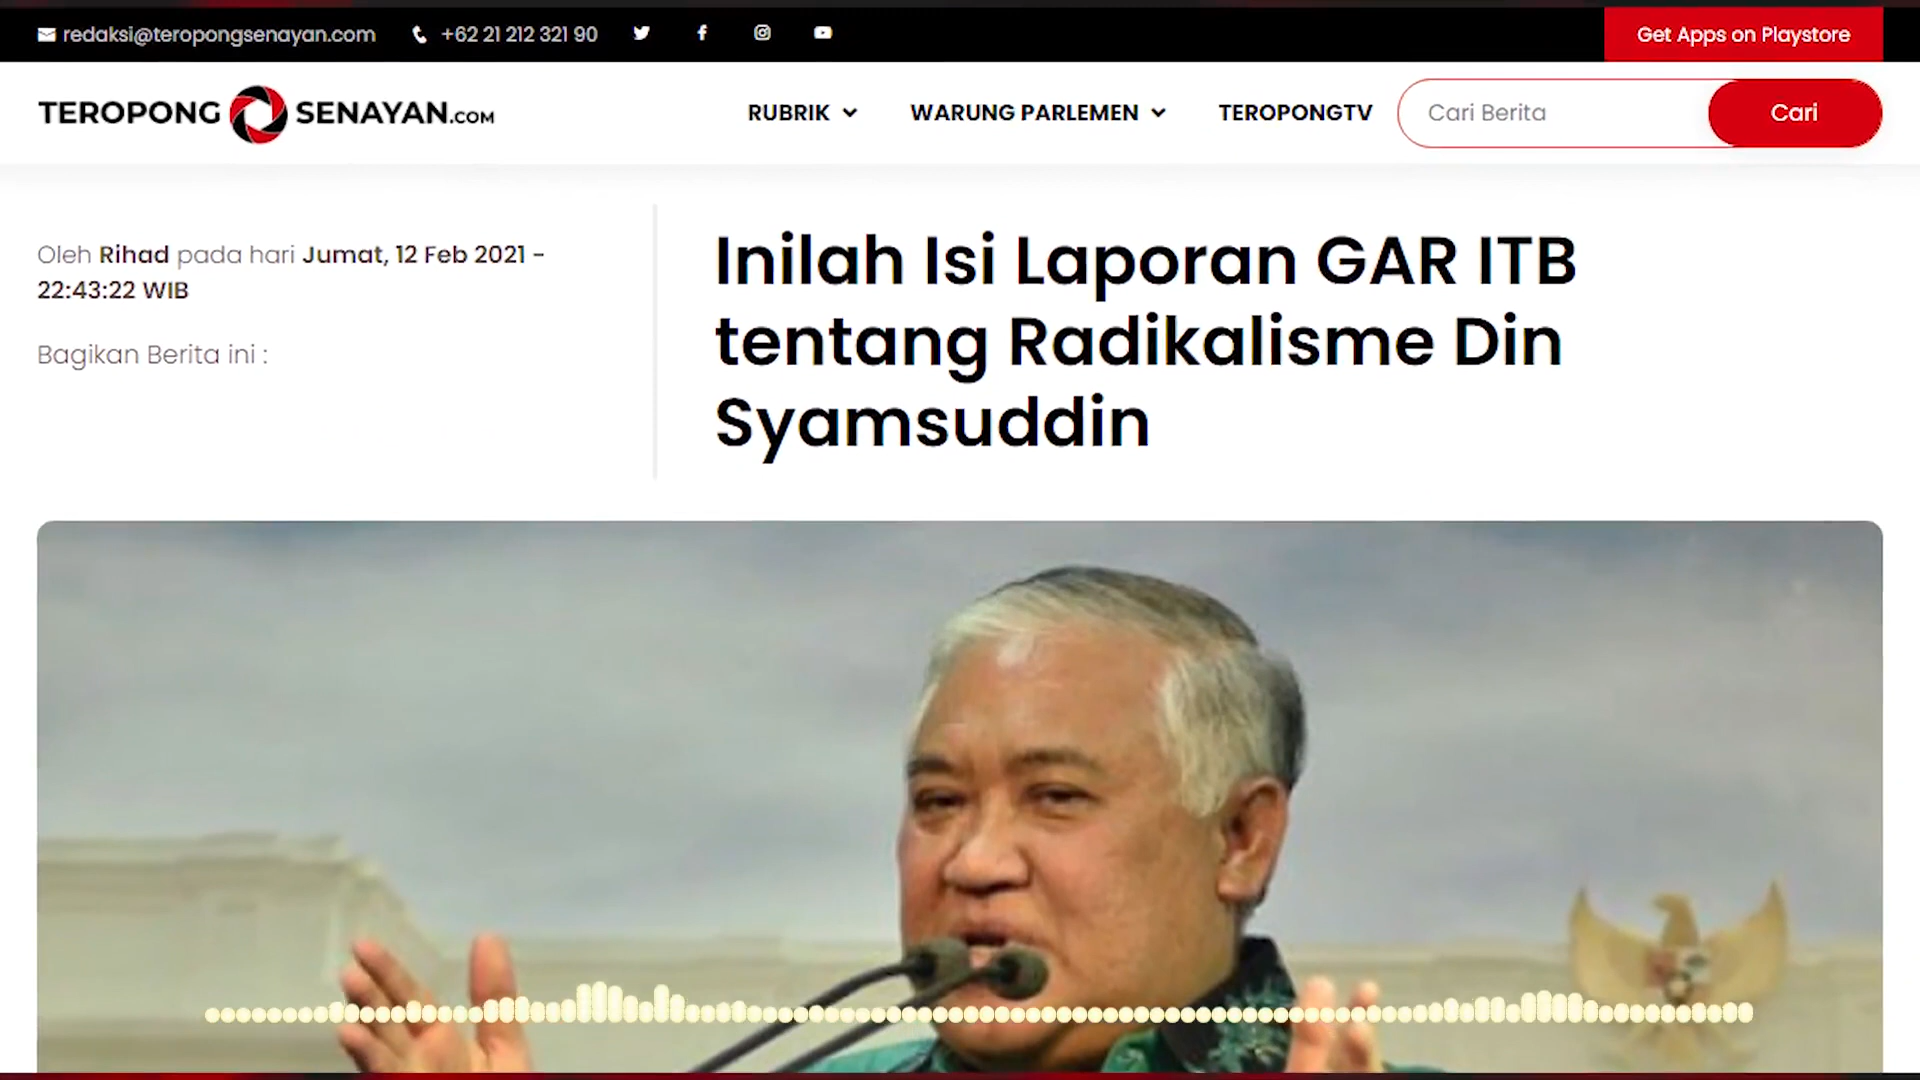 redaksi@teropongsenayan.com +62 21 212 321 90 Get Apps on Playstore
TEROPONG SENAYAN.COM RUBRIK WARUNG PARLEMEN TEROPONGTV Cari Berita Cari
Oleh Rihad pada hari Jumat, 12 Feb 2021 -
22:43:22 WIB
Bagikan Berita ini :
Inilah Isi Laporan GAR ITB
tentang Radikalisme Din
Syamsuddin